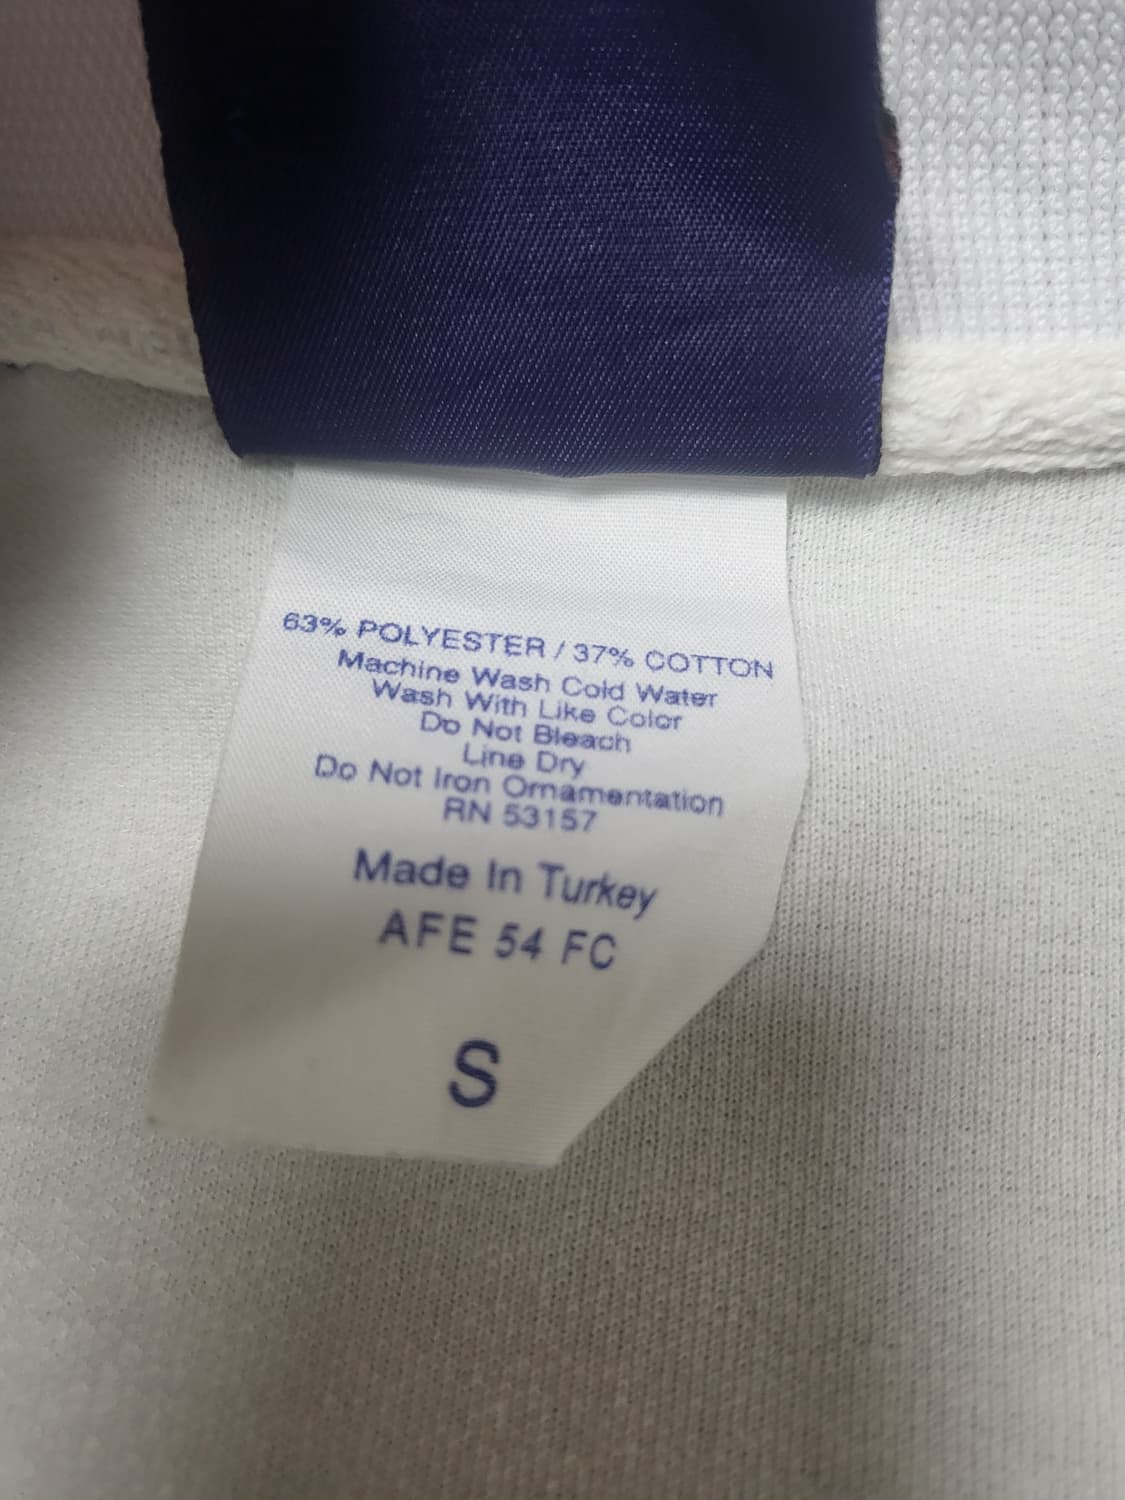 63% POLYESTER / 37% COTTON
Machine Wash Cold Water
Wash With Like Color
Do Not Bleach
Line Dry
Do Not Iron Ornamentation
RN 53157
Made In Turkey
AFE 54 FC
S